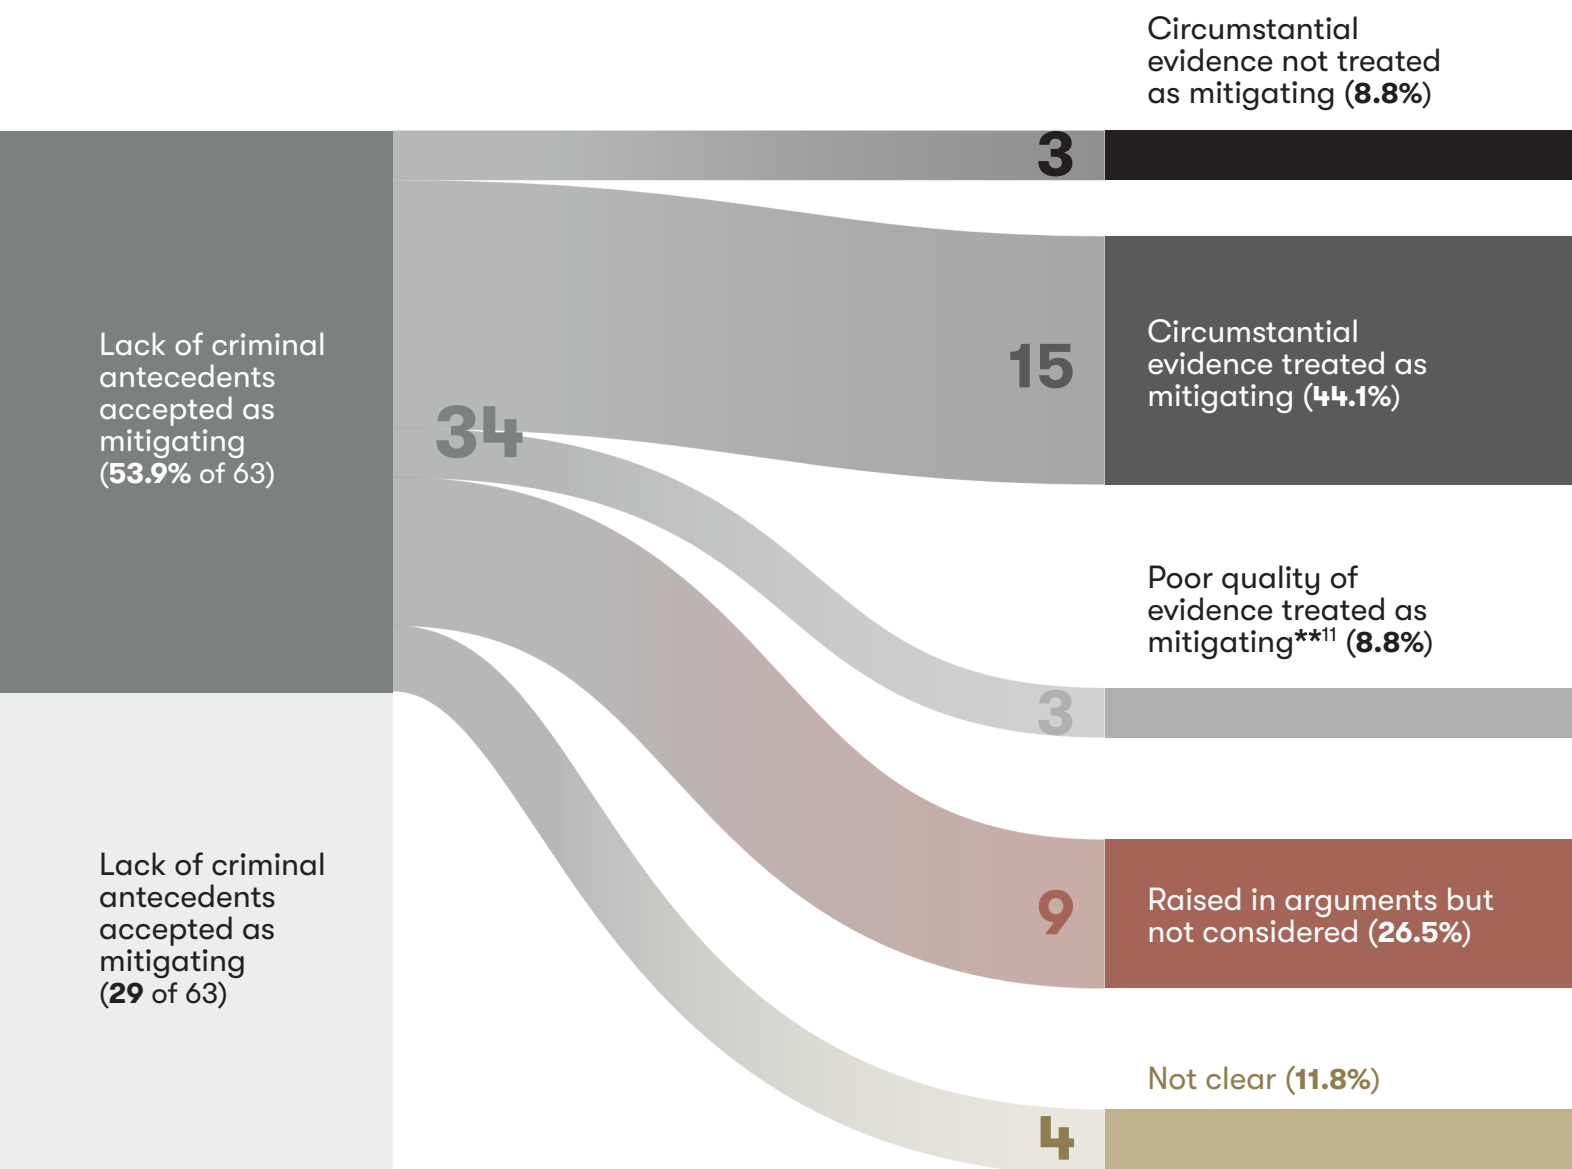 Circumstantial
evidence not treated
as mitigating (8.8%)
3
Lack of criminal
antecedents
accepted as
mitigating
(53.9% of 63)
34
15
Circumstantial
evidence treated as
mitigating (44.1%)
Poor quality of
evidence treated as
mitigating**11 (8.8%)
3
Lack of criminal
antecedents
accepted as
mitigating
(29 of 63)
9
Raised in arguments but
not considered (26.5%)
Not clear (11.8%)
4